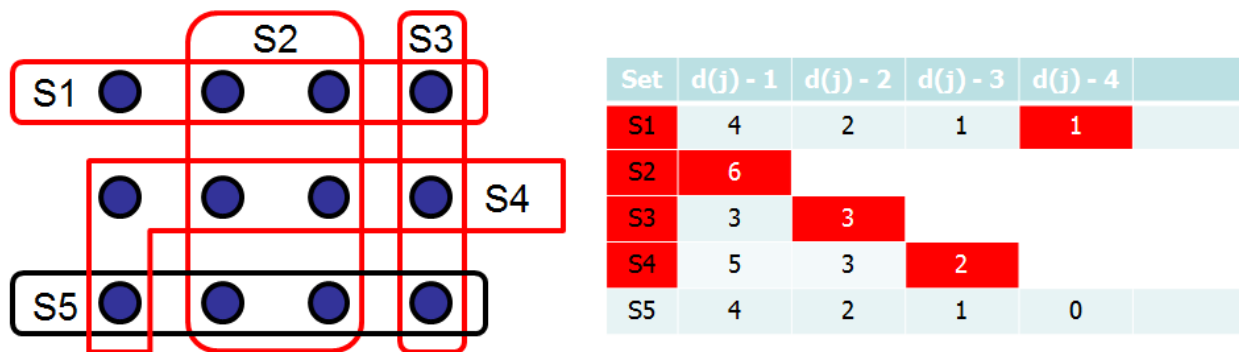 S2 S3
S1
S4
S5
Set d(j) - 1 d(j) - 2 d(j) - 3 d(j) - 4
S1 4 2 1 1
S2 6
S3 3 3
S4 5 3 2
S5 4 2 1 0